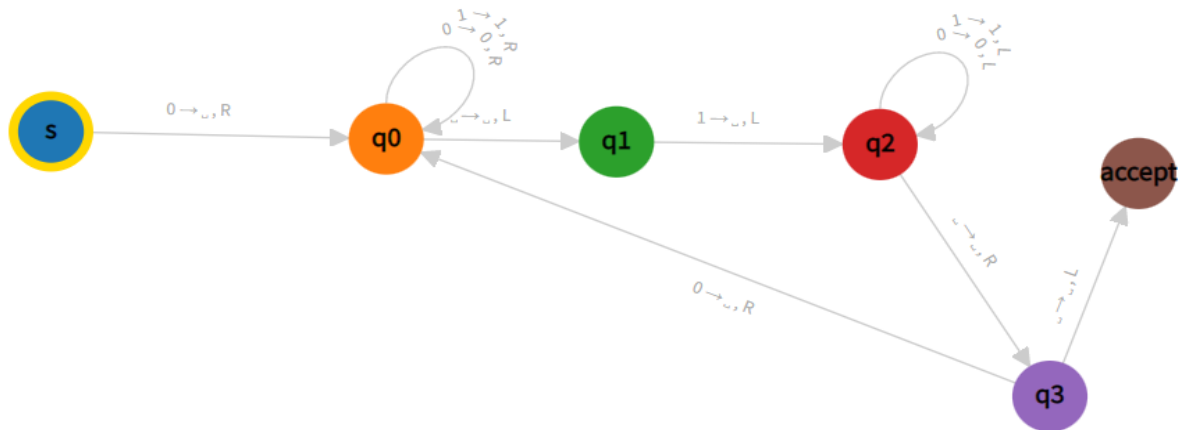 1→1,R
0→0,R
1→1,L
0→0,L
s
0→␣,R
q0
␣→␣,L
q1
1→␣,L
q2
accept
␣→␣,R
␣→␣,L
0→␣,R
q3